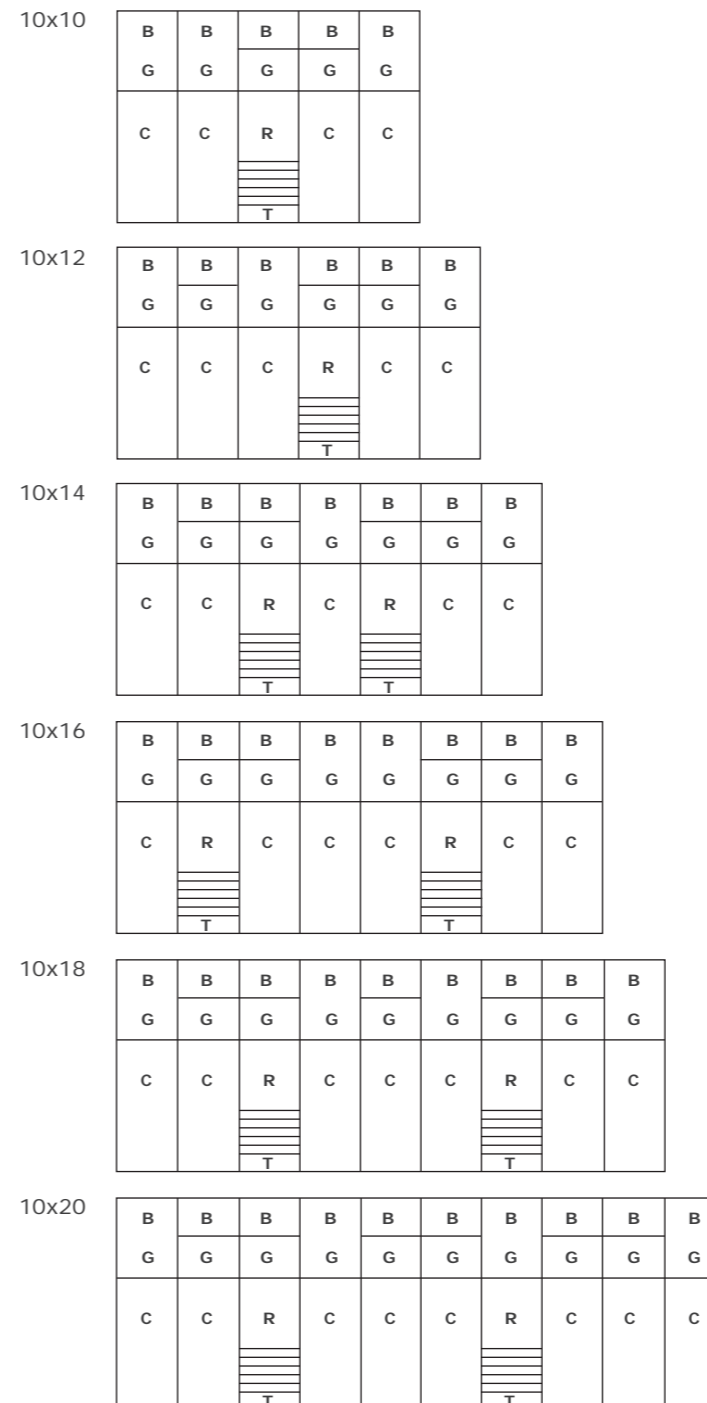 10x10
B B B B B
G G G G G
C C R C C
T
10x12
B B B B B B
G G G G G G
C C C R C C
T
10x14
B B B B B B B
G G G G G G G
C C R C R C C
T T
10x16
B B B B B B B B
G G G G G G G G
C R C C C R C C
T T
10x18
B B B B B B B B B
G G G G G G G G G
C C R C C C R C C
T T
10x20
B B B B B B B B B B
G G G G G G G G G G
C C R C C C R C C C
T T